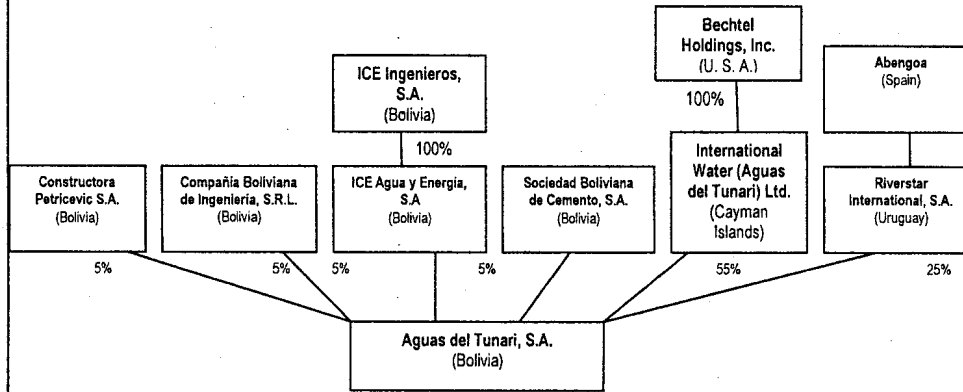 Bechtel
Holdings, Inc.
(U. S. A.)
Abengoa
(Spain)
ICE Ingenieros,
S.A.
(Bolivia)
100%
100%
Constructora
Petricevic S.A.
(Bolivia)
Compañia Boliviana
de Ingeniería, S.R.L.
(Bolivia)
ICE Agua y Energía,
S.A
(Bolivia)
Sociedad Boliviana
de Cemento, S.A.
(Bolivia)
International
Water (Aguas
del Tunari) Ltd.
(Cayman
Islands)
Riverstar
International, S.A.
(Uruguay)
5%
5%
5%
5%
55%
25%
Aguas del Tunari, S.A.
(Bolivia)